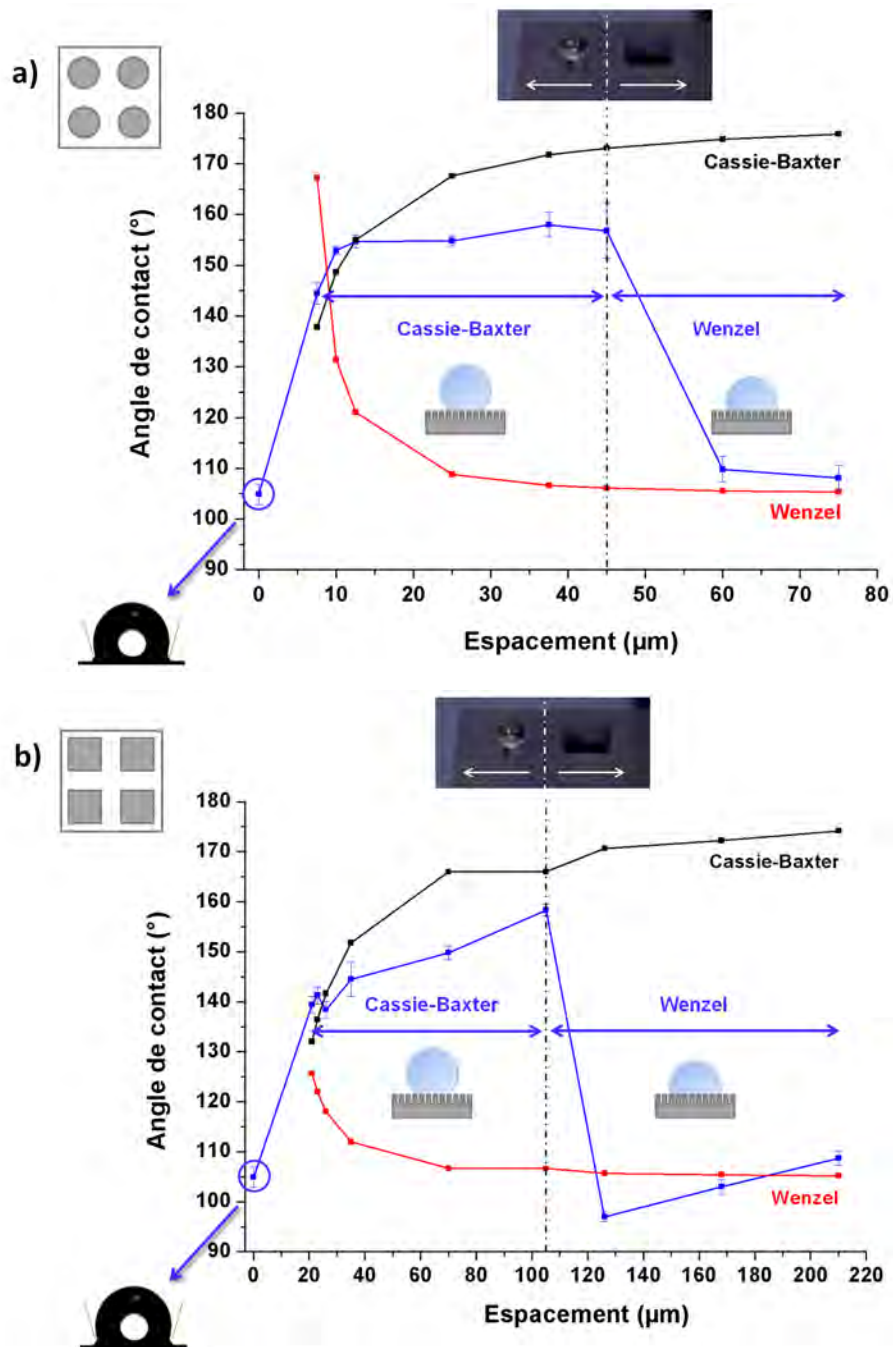 a)
180
170
160
150
140
130
120
110
100
90
Angle de contact (°)
Cassie-Baxter
Cassie-Baxter
Wenzel
Wenzel
0 10 20 30 40 50 60 70 80
Espacement (µm)
b)
180
170
160
150
140
130
120
110
100
90
Angle de contact (°)
Cassie-Baxter
Cassie-Baxter
Wenzel
Wenzel
0 20 40 60 80 100 120 140 160 180 200 220
Espacement (µm)